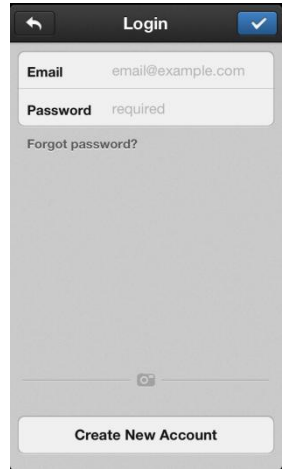 Login
Email email@example.com
Password required
Forgot password?
Create New Account